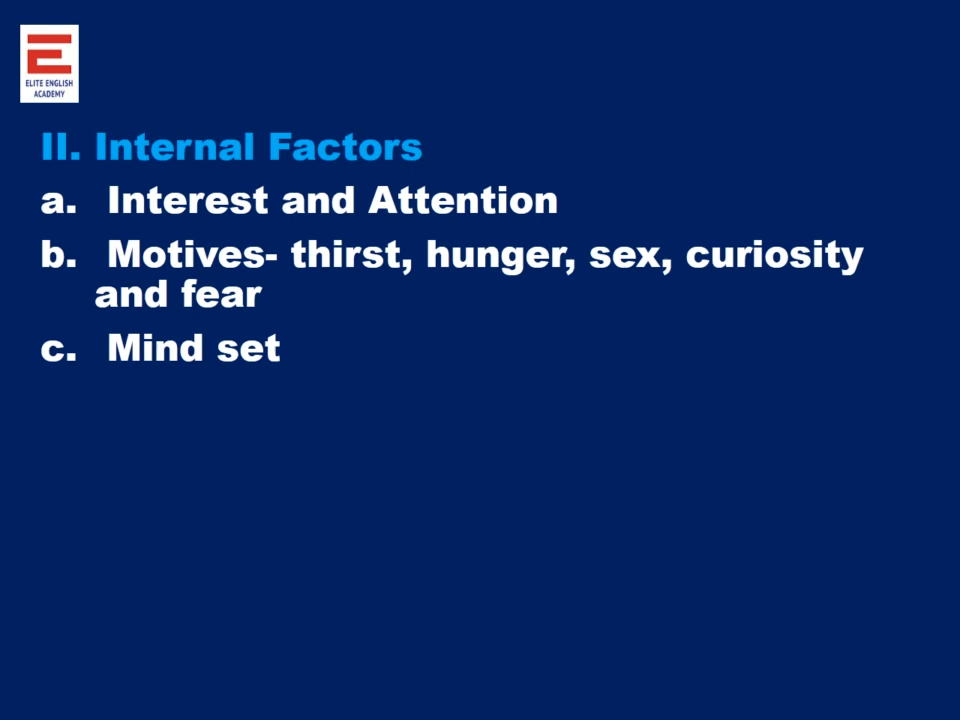 ELITE ENGLISH
ACADEMY
II. Internal Factors
a. Interest and Attention
b. Motives- thirst, hunger, sex, curiosity
and fear
c. Mind set